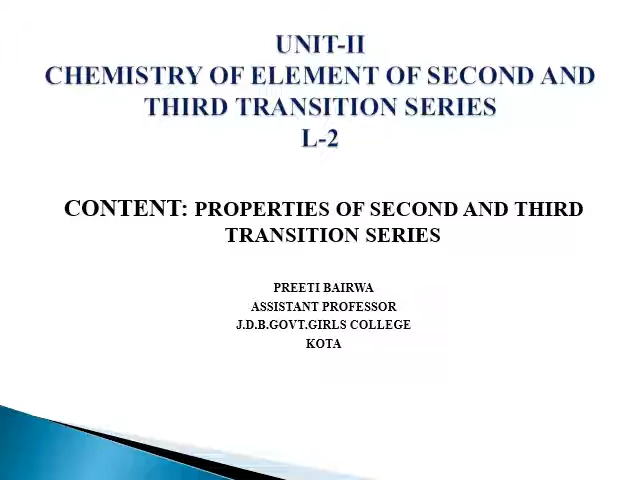 UNIT-II
CHEMISTRY OF ELEMENT OF SECOND AND
THIRD TRANSITION SERIES
L-2
CONTENT: PROPERTIES OF SECOND AND THIRD
TRANSITION SERIES
PREETI BAIRWA
ASSISTANT PROFESSOR
J.D.B.GOVT.GIRLS COLLEGE
KOTA